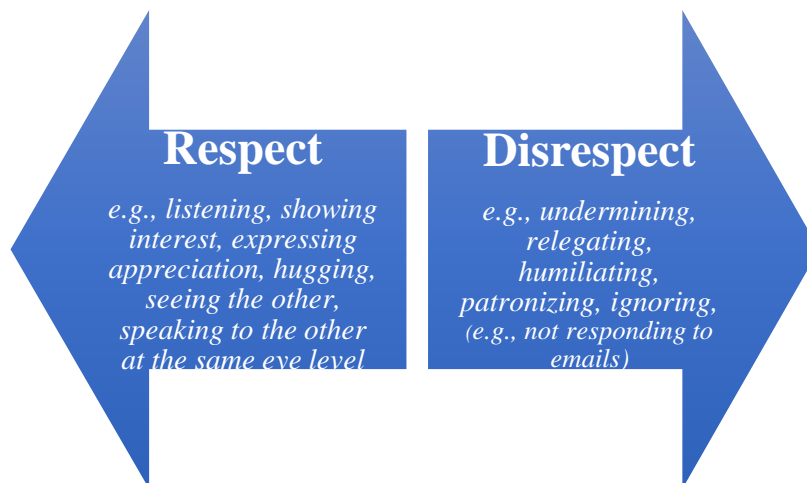 Respect
e.g., listening, showing
interest, expressing
appreciation, hugging,
seeing the other,
speaking to the other
at the same eye level
Disrespect
e.g., undermining,
relegating,
humiliating,
patronizing, ignoring,
(e.g., not responding to
emails)